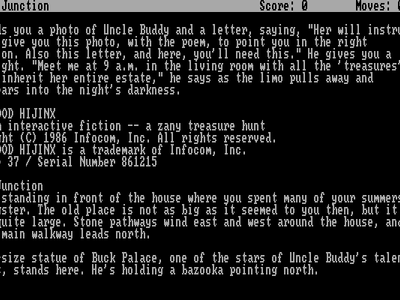 Junction Score: 0 Moves: 0
ds you a photo of Uncle Buddy and a letter, saying, "Her will instru
give you this photo, with the poem, to point you in the right
on. Also this letter, and here, you'll need this." He gives you a
ght. "Meet me at 9 a.m. in the living room with all the 'treasures'
inherit her entire estate," he says as the limo pulls away and
ears into the night's darkness.
OOD HIJINX
interactive fiction -- a zany treasure hunt
ght (C) 1986 Infocom, Inc. All rights reserved.
OOD HIJINX is a trademark of Infocom, Inc.
37 / Serial Number 861215
Junction
standing in front of the house where you spent many of your summers
gster. The old place is not as big as it seemed to you then, but it
quite large. Stone pathways wind east and west around the house, and
main walkway leads north.
-size statue of Buck Palace, one of the stars of Uncle Buddy's talen
, stands here. He's holding a bazooka pointing north.